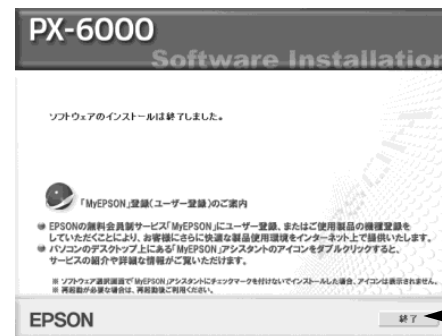 PX-6000
Software Installation
ソフトウェアのインストールは終了しました。
「MyEPSON」登録(ユーザー登録)のご案内
EPSONの無料会員制サービス「MyEPSON」にユーザー登録、またはご使用製品の機種登録を
していただくことにより、お客様にさらに快適な製品使用環境をインターネット上で提供いたします。
パソコンのデスクトップ上にある「MyEPSON」アシスタントのアイコンをダブルクリックすると、
サービスの紹介や詳細な情報がご覧いただけます。
※ ソフトウェア選択画面で「MyEPSON」アシスタントにチェックマークを付けないでインストールした場合、アイコンは表示されません。
※ 再起動が必要な場合は、再起動後ご利用ください。
EPSON
終了